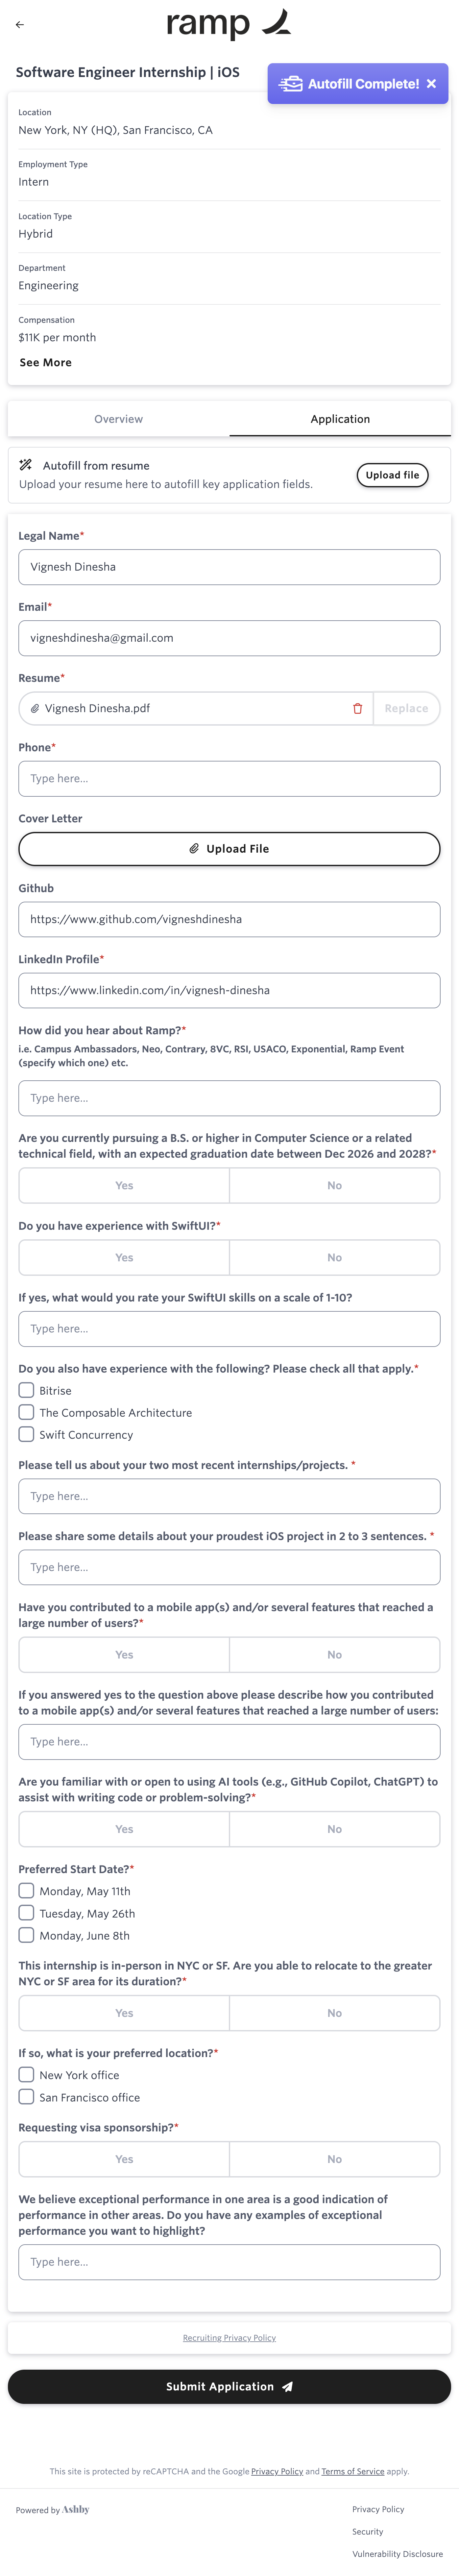 ramp
Software Engineer Internship | iOS
Autofill Complete!
Location
New York, NY (HQ), San Francisco, CA
Employment Type
Intern
Location Type
Hybrid
Department
Engineering
Compensation
$11K per month
See More
Overview
Application
Autofill from resume
Upload your resume here to autofill key application fields.
Upload file
Legal Name*
Vignesh Dinesha
Email*
vigneshdinesha@gmail.com
Resume*
Vignesh Dinesha.pdf
Replace
Phone*
Type here...
Cover Letter
Upload File
Github
https://www.github.com/vigneshdinesha
LinkedIn Profile*
https://www.linkedin.com/in/vignesh-dinesha
How did you hear about Ramp?*
i.e. Campus Ambassadors, Neo, Contrary, 8VC, RSI, USACO, Exponential, Ramp Event
(specify which one) etc.
Type here...
Are you currently pursuing a B.S. or higher in Computer Science or a related
technical field, with an expected graduation date between Dec 2026 and 2028?*
Yes
No
Do you have experience with SwiftUI?*
Yes
No
If yes, what would you rate your SwiftUI skills on a scale of 1-10?
Type here...
Do you also have experience with the following? Please check all that apply.*
Bitrise
The Composable Architecture
Swift Concurrency
Please tell us about your two most recent internships/projects. *
Type here...
Please share some details about your proudest iOS project in 2 to 3 sentences. *
Type here...
Have you contributed to a mobile app(s) and/or several features that reached a
large number of users?*
Yes
No
If you answered yes to the question above please describe how you contributed
to a mobile app(s) and/or several features that reached a large number of users:
Type here...
Are you familiar with or open to using AI tools (e.g., GitHub Copilot, ChatGPT) to
assist with writing code or problem-solving?*
Yes
No
Preferred Start Date?*
Monday, May 11th
Tuesday, May 26th
Monday, June 8th
This internship is in-person in NYC or SF. Are you able to relocate to the greater
NYC or SF area for its duration?*
Yes
No
If so, what is your preferred location?*
New York office
San Francisco office
Requesting visa sponsorship?*
Yes
No
We believe exceptional performance in one area is a good indication of
performance in other areas. Do you have any examples of exceptional
performance you want to highlight?
Type here...
Recruiting Privacy Policy
Submit Application
This site is protected by reCAPTCHA and the Google Privacy Policy and Terms of Service apply.
Powered by Ashby
Privacy Policy
Security
Vulnerability Disclosure